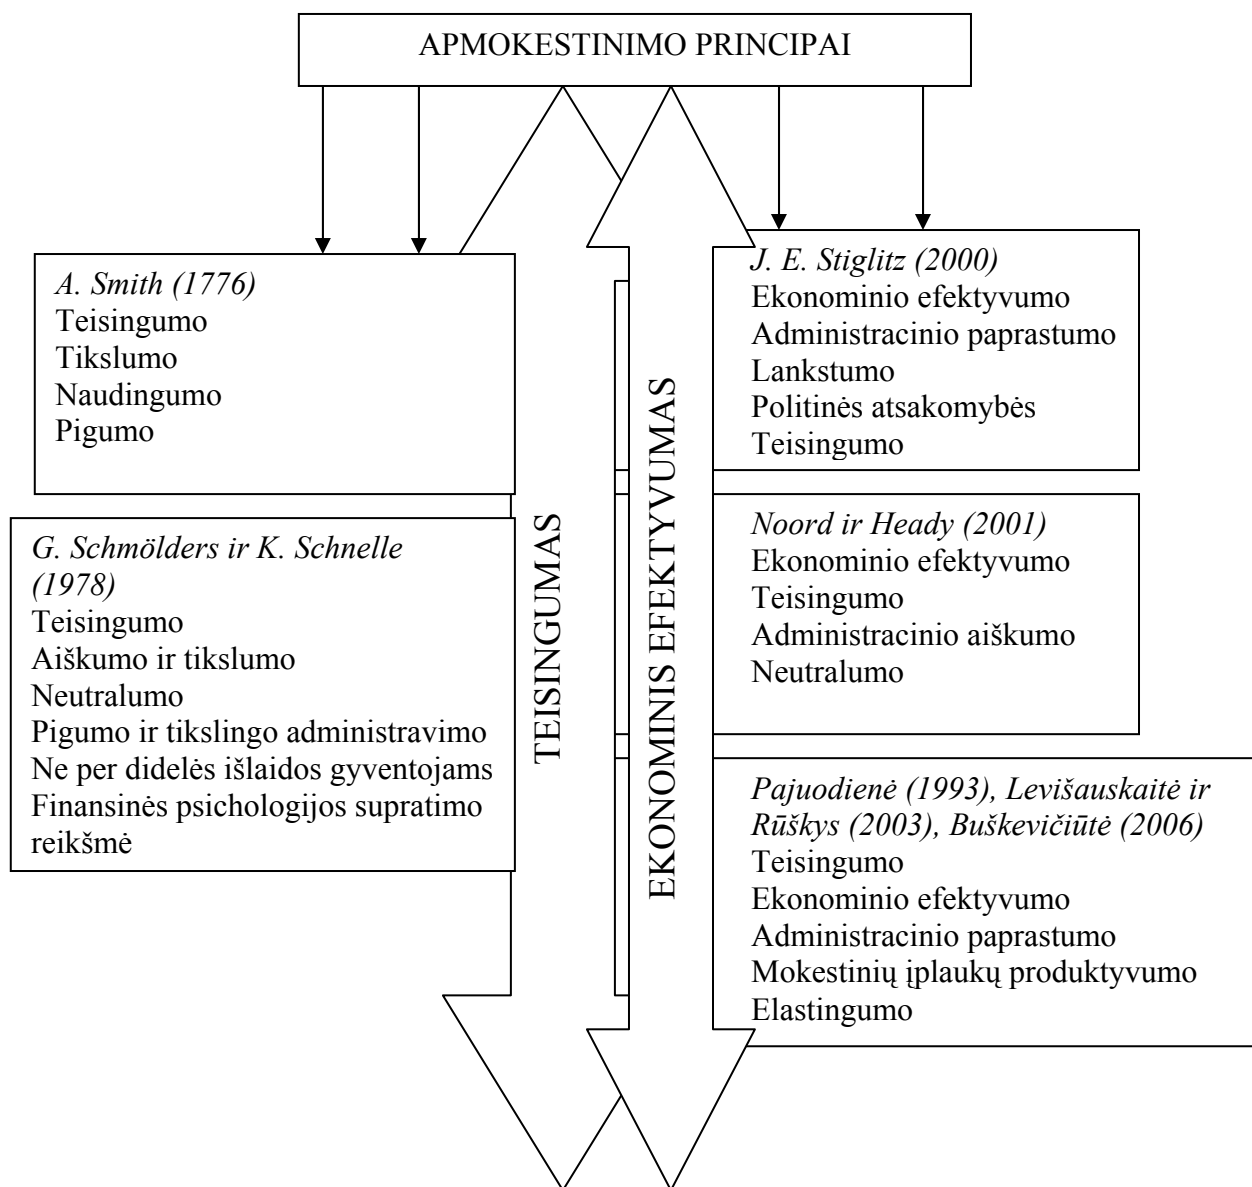 APMOKESTINIMO PRINCIPAI
A. Smith (1776)
Teisingumo
Tikslumo
Naudingumo
Pigumo
G. Schmölders ir K. Schnelle
(1978)
Teisingumo
Aiškumo ir tikslumo
Neutralumo
Pigumo ir tikslingo administravimo
Ne per didelės išlaidos gyventojams
Finansinės psichologijos supratimo
reikšmė
TEISINGUMAS
EKONOMINIS EFEKTYVUMAS
J. E. Stiglitz (2000)
Ekonominio efektyvumo
Administracinio paprastumo
Lankstumo
Politinės atsakomybės
Teisingumo
Noord ir Heady (2001)
Ekonominio efektyvumo
Teisingumo
Administracinio aiškumo
Neutralumo
Pajuodienė (1993), Levišauskaitė ir
Rūškys (2003), Buškevičiūtė (2006)
Teisingumo
Ekonominio efektyvumo
Administracinio paprastumo
Mokestinių įplaukų produktyvumo
Elastingumo